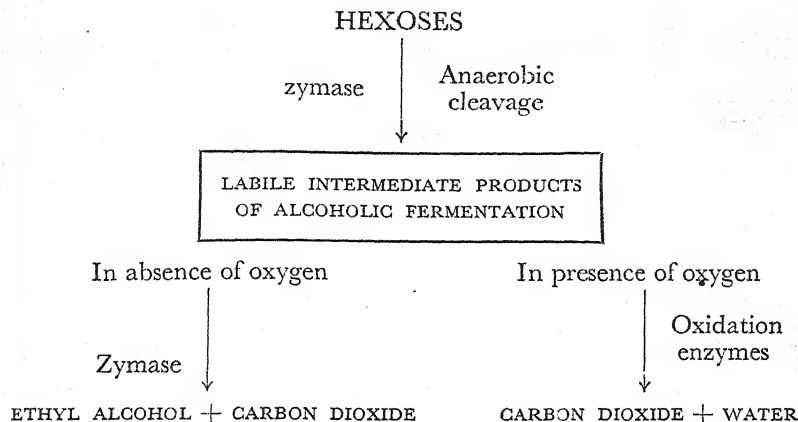 HEXOSES
zymase
Anaerobic
cleavage
LABILE INTERMEDIATE PRODUCTS
OF ALCOHOLIC FERMENTATION
In absence of oxygen
In presence of oxygen
Zymase
Oxidation
enzymes
ETHYL ALCOHOL + CARBON DIOXIDE
CARBON DIOXIDE + WATER